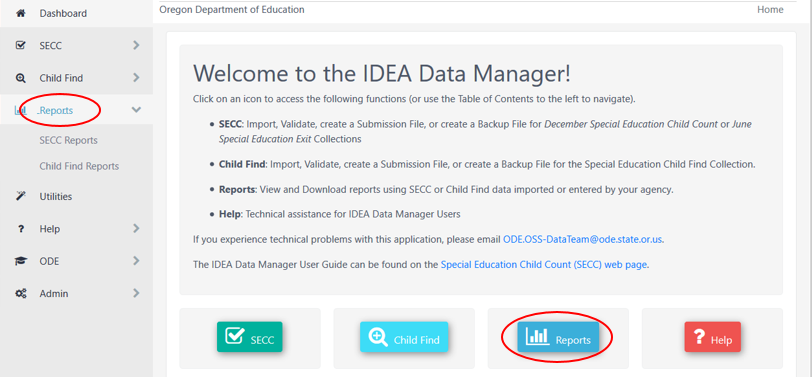 Dashboard
Oregon Department of Education
Home
SECC
Child Find
Reports
SECC Reports
Child Find Reports
Utilities
Help
ODE
Admin
Welcome to the IDEA Data Manager!
Click on an icon to access the following functions (or use the Table of Contents to the left to navigate).
SECC: Import, Validate, create a Submission File, or create a Backup File for December Special Education Child Count or June
Special Education Exit Collections
Child Find: Import, Validate, create a Submission File, or create a Backup File for the Special Education Child Find Collection.
Reports: View and Download reports using SECC or Child Find data imported or entered by your agency.
Help: Technical assistance for IDEA Data Manager Users
If you experience technical problems with this application, please email ODE.OSS-DataTeam@ode.state.or.us.
The IDEA Data Manager User Guide can be found on the Special Education Child Count (SECC) web page.
SECC
Child Find
Reports
Help